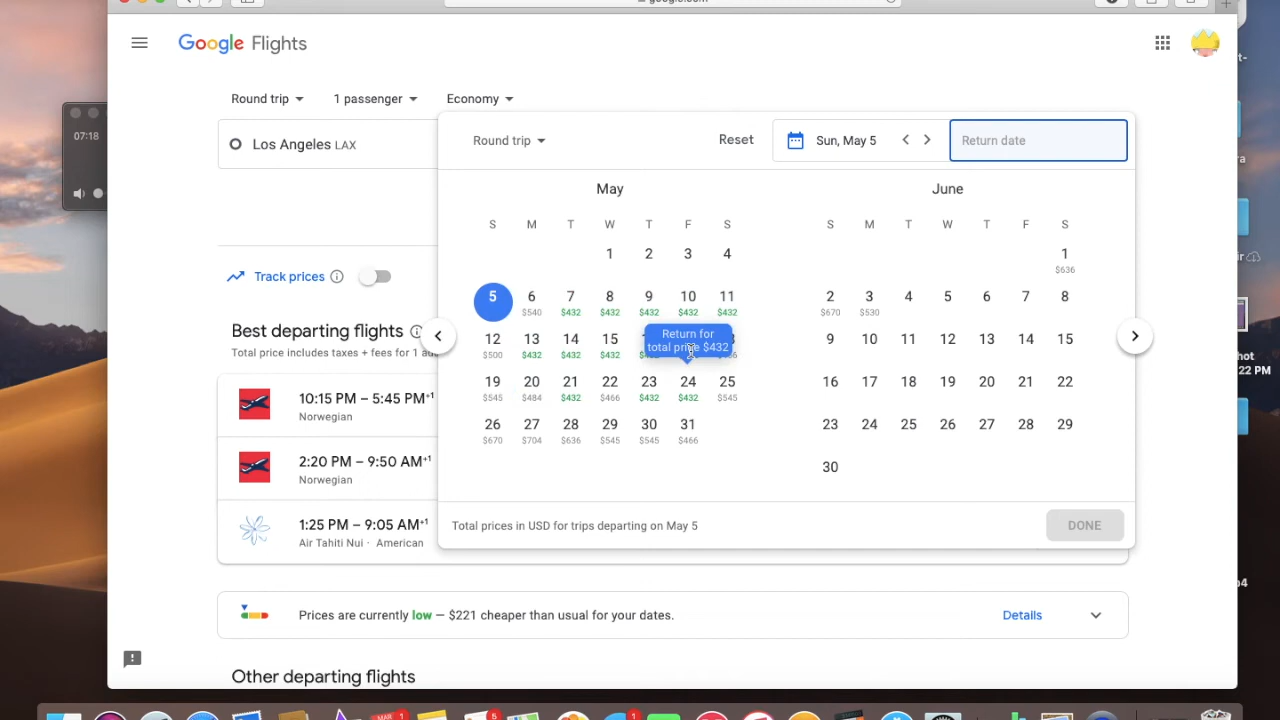 google.com
Google Flights
Round trip
1 passenger
Economy
07:18
Los Angeles LAX
Round trip
Reset
Sun, May 5
Return date
May
June
S M T W T F S
S M T W T F S
1 2 3 4
1
$636
5 6 7 8 9 10 11
$540 $432 $432 $432 $432 $432
2 3 4 5 6 7 8
$670 $530
Return for
total price $432
12 13 14 15
$500 $432 $432 $432
9 10 11 12 13 14 15
19 20 21 22 23 24 25
$545 $484 $432 $466 $432 $432 $545
16 17 18 19 20 21 22
26 27 28 29 30 31
$670 $704 $636 $545 $545 $466
23 24 25 26 27 28 29
30
Total prices in USD for trips departing on May 5
DONE
Track prices
Best departing flights
Total price includes taxes + fees for 1
10:15 PM – 5:45 PM+1
Norwegian
2:20 PM – 9:50 AM+1
Norwegian
1:25 PM – 9:05 AM+1
Air Tahiti Nui · American
Prices are currently low — $221 cheaper than usual for your dates.
Details
Other departing flights
22 PM